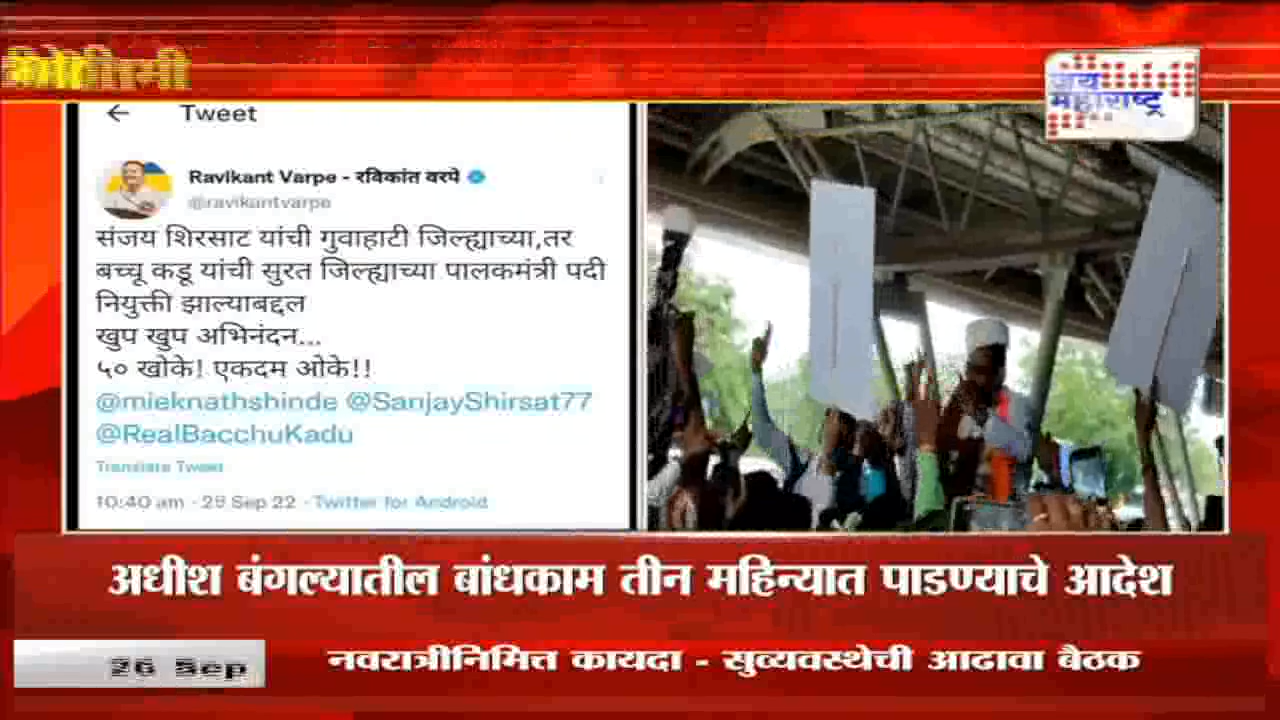 जय
महाराष्ट्र
Tweet
Ravikant Varpe - रविकांत वरपे
@ravikantvarpe
संजय शिरसाट यांची गुवाहाटी जिल्ह्याच्या,तर
बच्चू कडू यांची सुरत जिल्ह्याच्या पालकमंत्री पदी
नियुक्ती झाल्याबद्दल
खुप खुप अभिनंदन...
५० खोके! एकदम ओके!!
@mieknathshinde @SanjayShirsat77
@RealBacchuKadu
Translate Tweet
10:40 am · Sep 22 · Twitter for Android
अधीश बंगल्यातील बांधकाम तीन महिन्यात पाडण्याचे आदेश
26 Sep
नवरात्रीनिमित्त कायदा - सुव्यवस्थेची आढावा बैठक